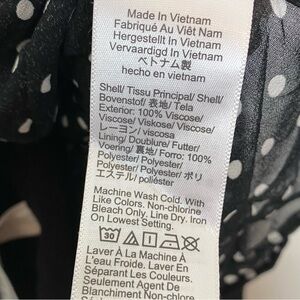 Made In Vietnam
Fabriqué Au Viêt Nam
Hergestellt In Vietnam
Vervaardigd In Vietnam
ベトナム製
hecho en vietnam
Shell/ Tissu Principal/ Shell/
Bovenstof/ 表地/ Tela
Exterior: 100% Viscose/
Viscose/ Viskose/ Viscose/
レーヨン/ viscosa
Lining/ Doublure/ Futter/
Voering/ 裏地/ Forro: 100%
Polyester/ Polyester/
Polyester/ Polyester/ ポリ
エステル/ poliéster
Machine Wash Cold. With
Like Colors. Non-chlorine
Bleach Only. Line Dry. Iron
On Lowest Setting.
30
Laver À La Machine À
L'eau Froide. Laver En
Séparant Les Couleurs.
Seulement Agent De
Blanchiment Non